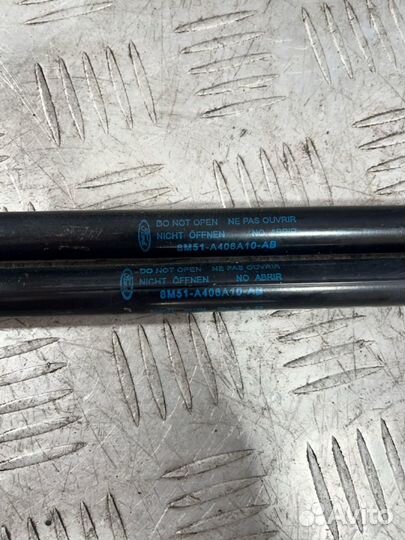 DO NOT OPEN NE PAS OUVRIR
NICHT ÖFFNEN NO ABRIR
8M51-A406A10-AB
DO NOT OPEN NE PAS OUVRIR
NICHT ÖFFNEN NO ABRIR
8M51-A406A10-AB
Avito